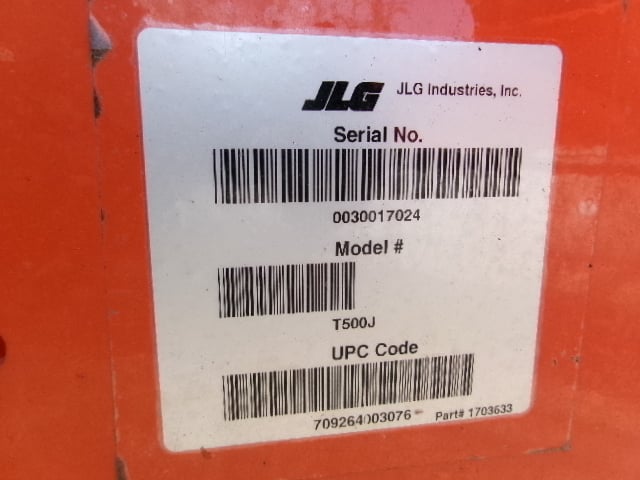 JLG JLG Industries, Inc.
Serial No.
0030017024
Model #
T500J
UPC Code
709264003076
Part# 1703633